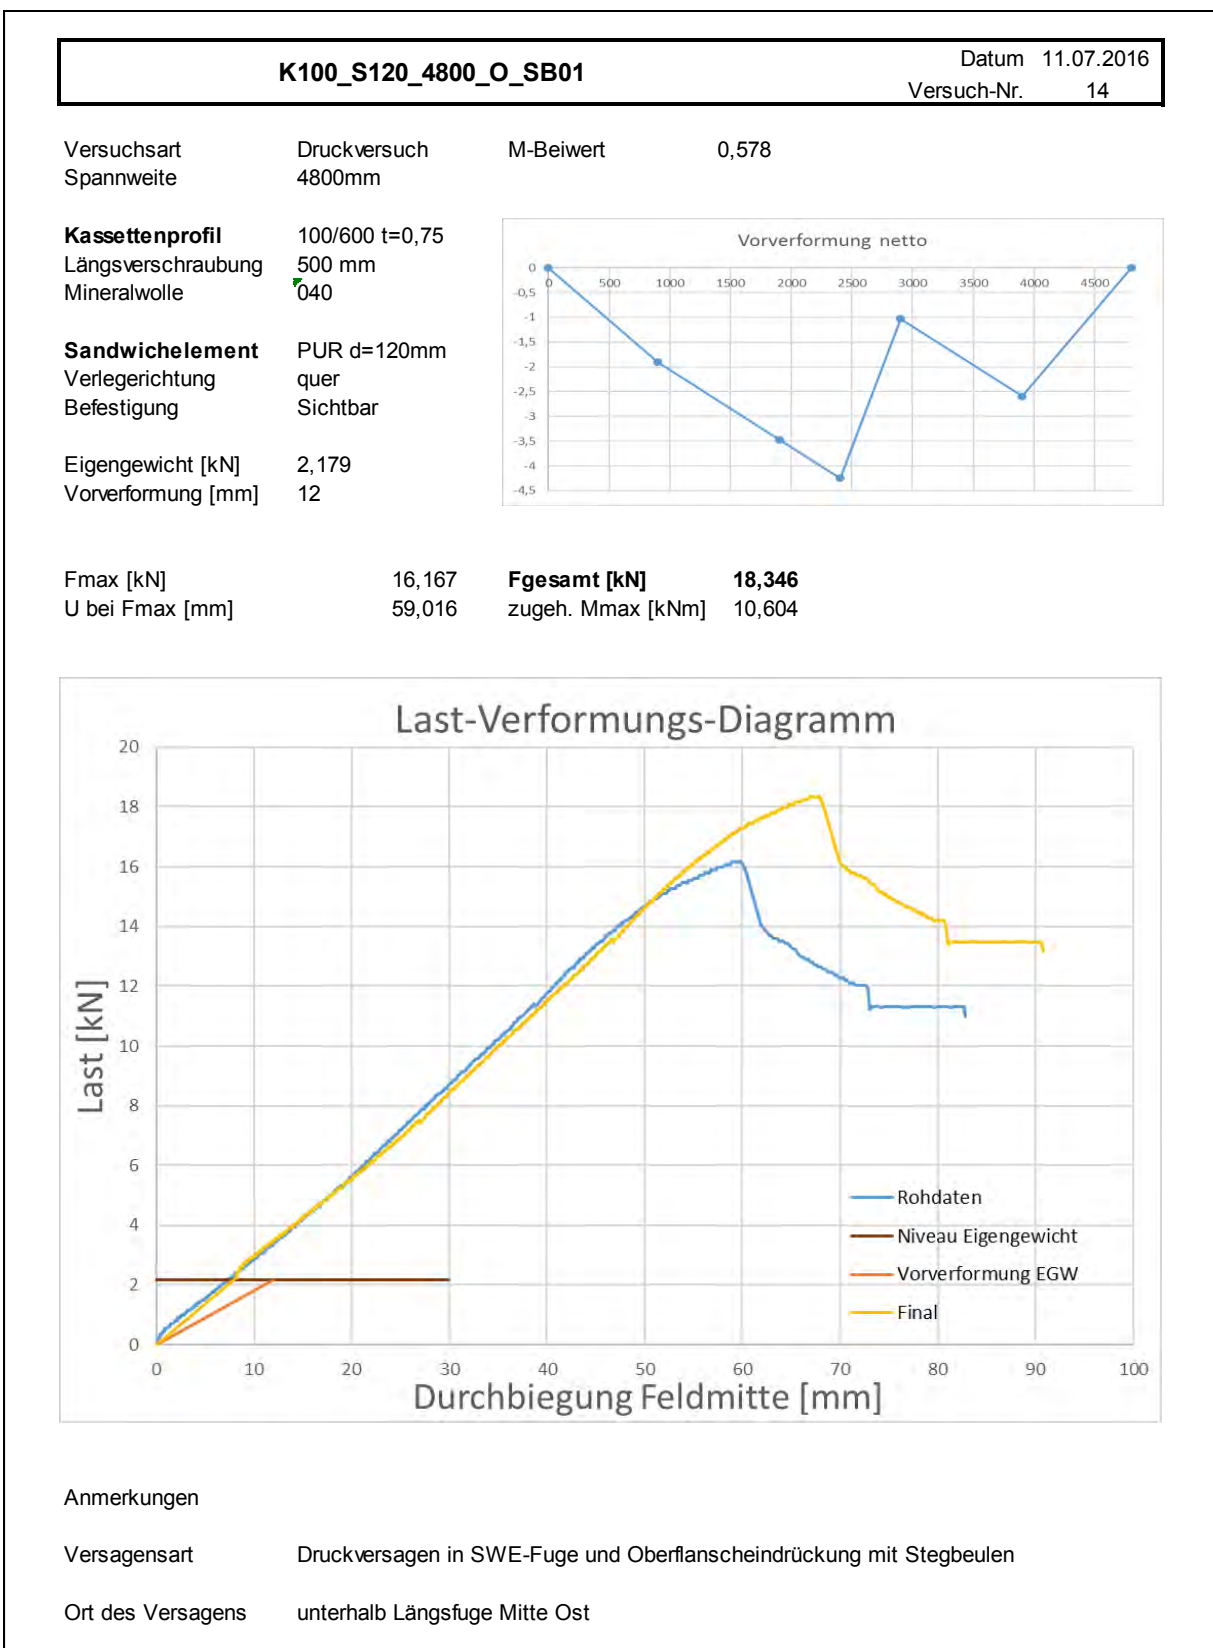 K100_S120_4800_O_SB01
Datum 11.07.2016
Versuch-Nr. 14
Versuchsart Druckversuch M-Beiwert 0,578
Spannweite 4800mm
Kassettenprofil 100/600 t=0,75
Längsverschraubung 500 mm
Mineralwolle 040
Sandwichelement PUR d=120mm
Verlegerichtung quer
Befestigung Sichtbar
Eigengewicht [kN] 2,179
Vorverformung [mm] 12
Vorverformung netto
0
0 500 1000 1500 2000 2500 3000 3500 4000 4500
-0,5
-1
-1,5
-2
-2,5
-3
-3,5
-4
-4,5
Fmax [kN] 16,167 Fgesamt [kN] 18,346
U bei Fmax [mm] 59,016 zugeh. Mmax [kNm] 10,604
Last-Verformungs-Diagramm
20
18
16
14
12
10
8
6
4
2
0
Last [kN]
Rohdaten
Niveau Eigengewicht
Vorverformung EGW
Final
0 10 20 30 40 50 60 70 80 90 100
Durchbiegung Feldmitte [mm]
Anmerkungen
Versagensart Druckversagen in SWE-Fuge und Oberflanscheindrückung mit Stegbeulen
Ort des Versagens unterhalb Längsfuge Mitte Ost